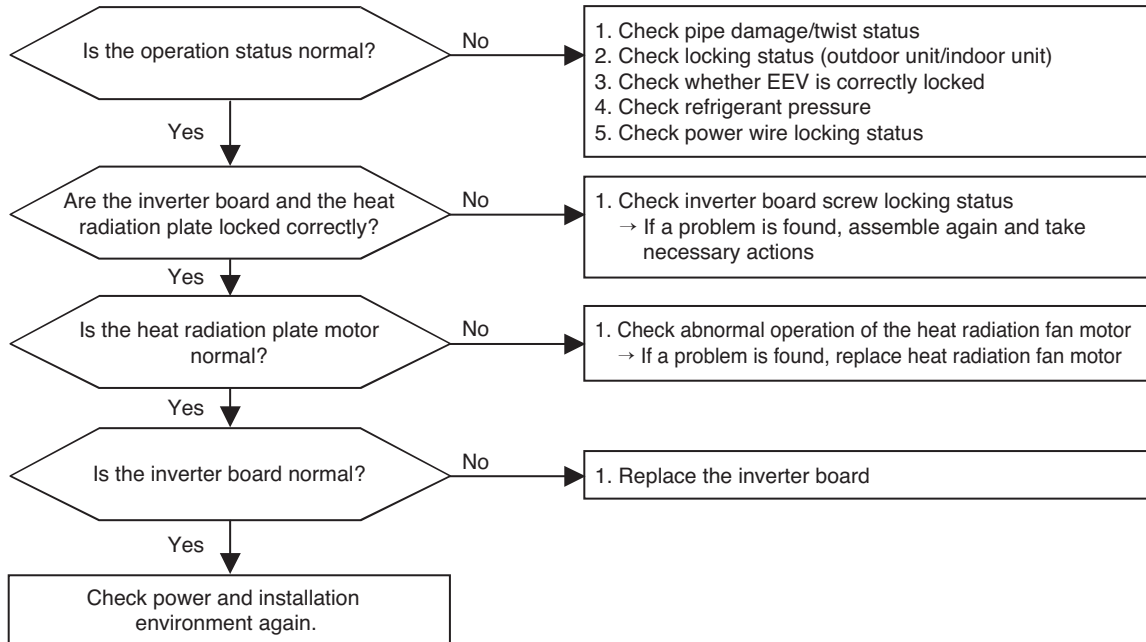 Is the operation status normal?
No
1. Check pipe damage/twist status
2. Check locking status (outdoor unit/indoor unit)
3. Check whether EEV is correctly locked
4. Check refrigerant pressure
5. Check power wire locking status
Yes
Are the inverter board and the heat
radiation plate locked correctly?
No
1. Check inverter board screw locking status
→ If a problem is found, assemble again and take
necessary actions
Yes
Is the heat radiation plate motor
normal?
No
1. Check abnormal operation of the heat radiation fan motor
→ If a problem is found, replace heat radiation fan motor
Yes
Is the inverter board normal?
No
1. Replace the inverter board
Yes
Check power and installation
environment again.